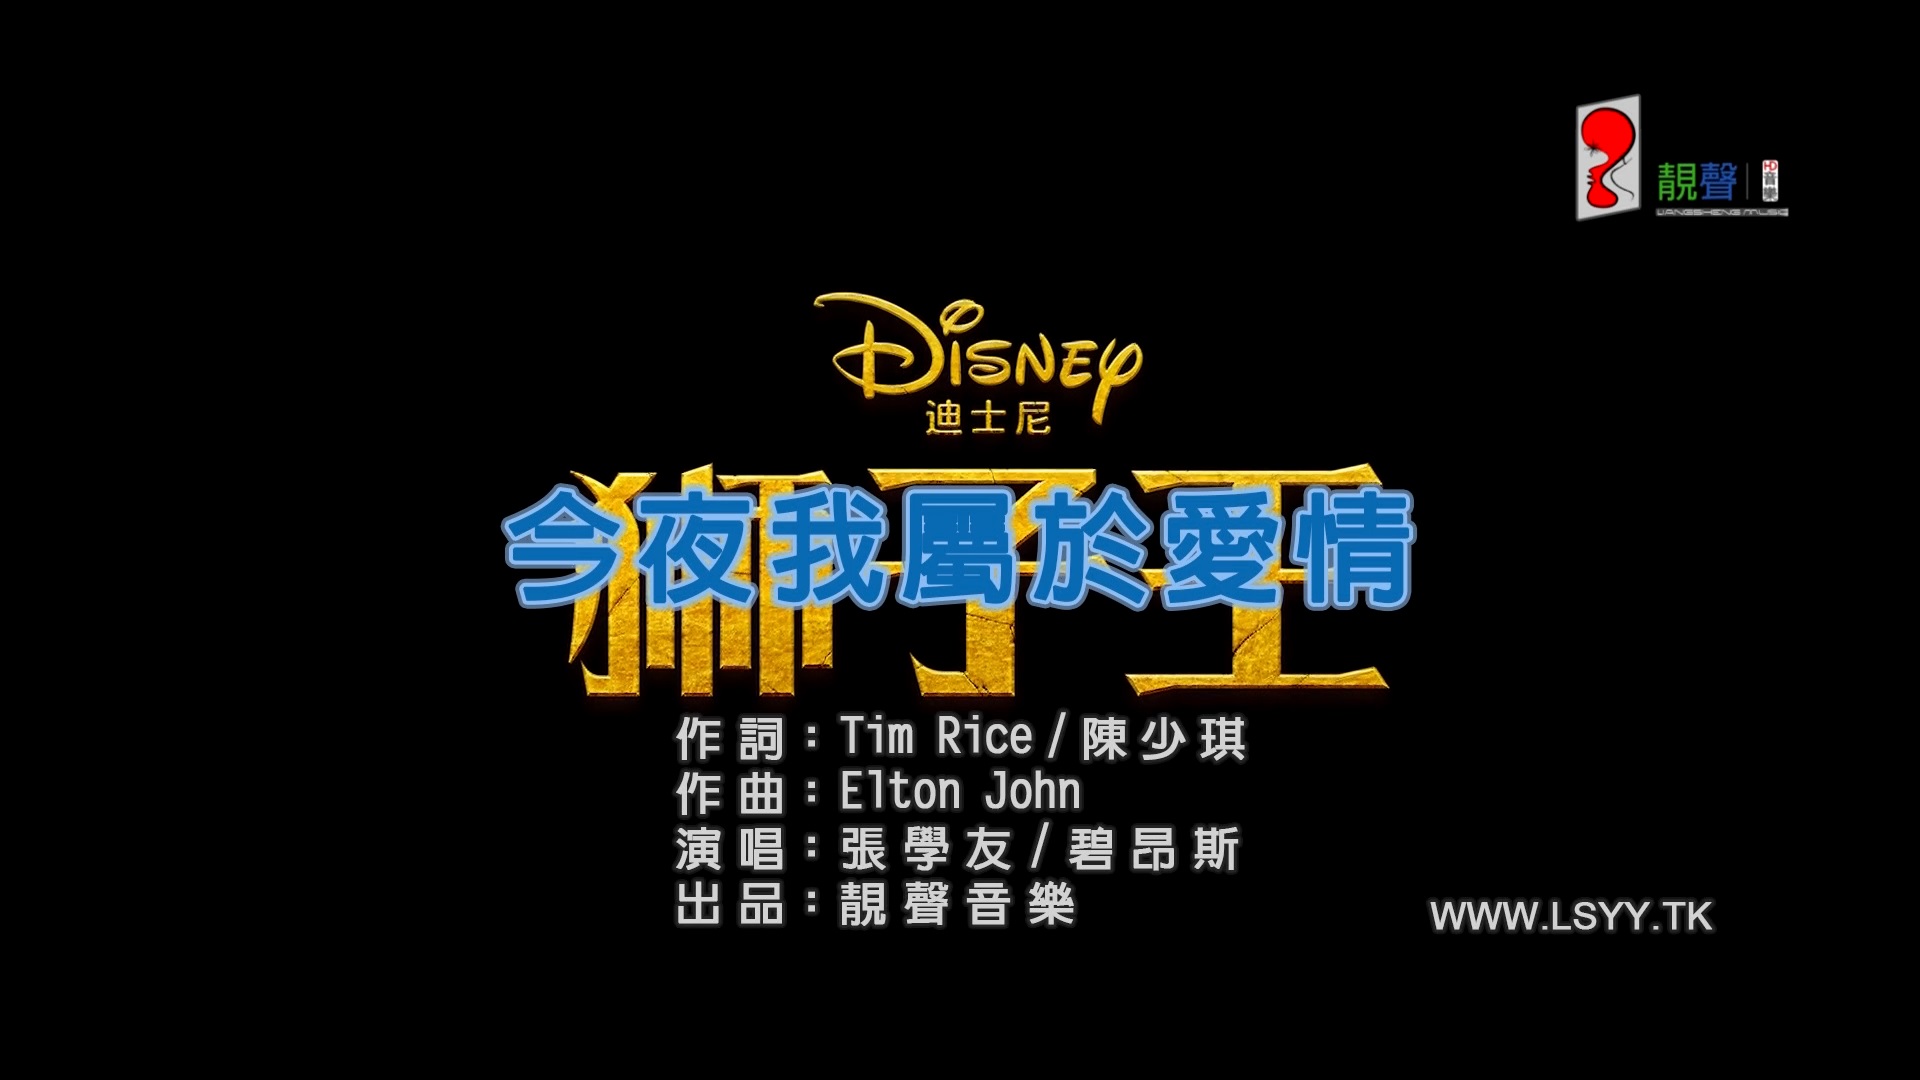 靚聲 HD音樂
LIANGSHENG MUSIC
Disney
迪士尼
狮子王
今夜我屬於愛情
作詞：Tim Rice/陳少琪
作曲：Elton John
演唱：張學友/碧昂斯
出品：靚聲音樂
WWW.LSYY.TK